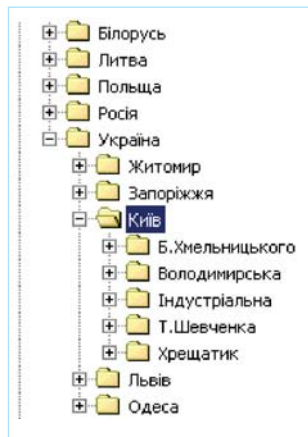 Білорусь
Литва
Польща
Росія
Україна
Житомир
Запоріжжя
Київ
Б.Хмельницького
Володимирська
Індустріальна
Т.Шевченка
Хрещатик
Львів
Одеса